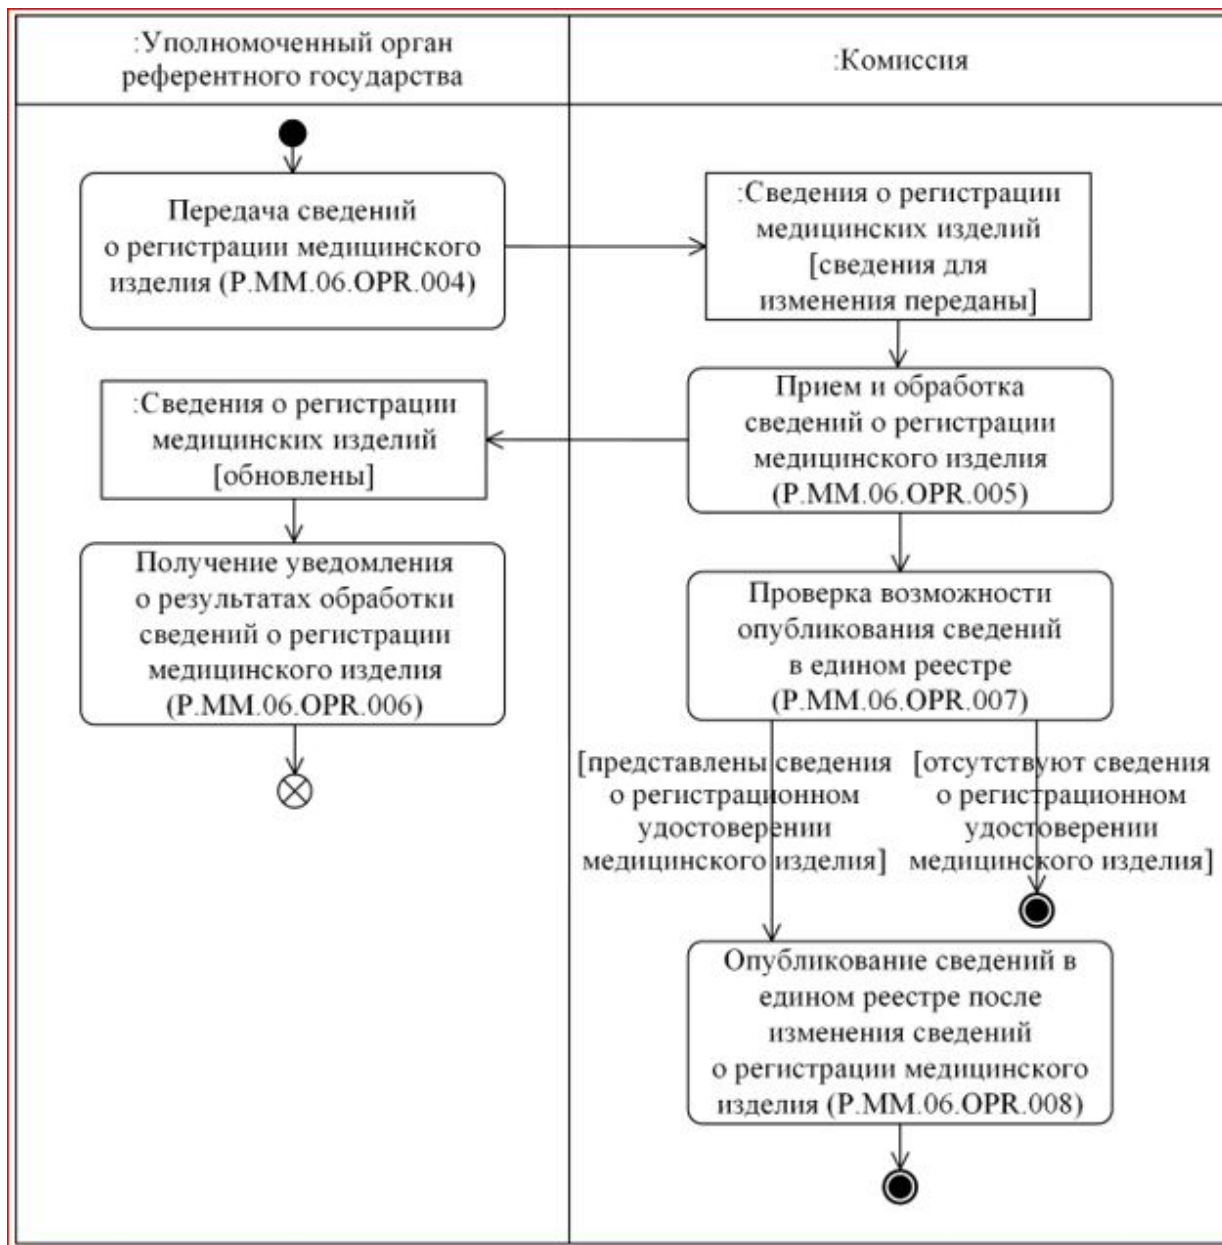 :Уполномоченный орган
референтного государства
:Комиссия
Передача сведений
о регистрации медицинского
изделия (P.MM.06.OPR.004)
:Сведения о регистрации
медицинских изделий
[сведения для
изменения переданы]
Прием и обработка
сведений о регистрации
медицинского изделия
(P.MM.06.OPR.005)
:Сведения о регистрации
медицинских изделий
[обновлены]
Получение уведомления
о результатах обработки
сведений о регистрации
медицинского изделия
(P.MM.06.OPR.006)
Проверка возможности
опубликования сведений
в едином реестре
(P.MM.06.OPR.007)
[представлены сведения
о регистрационном
удостоверении
медицинского изделия]
[отсутствуют сведения
о регистрационном
удостоверении
медицинского изделия]
Опубликование сведений в
едином реестре после
изменения сведений
о регистрации медицинского
изделия (P.MM.06.OPR.008)